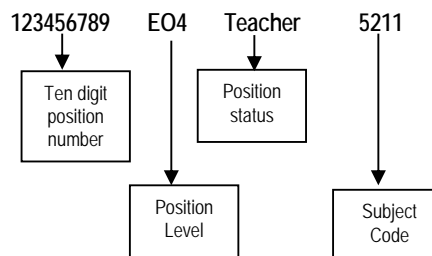 123456789 EO4 Teacher 5211
Ten digit
position
number
Position
status
Position
Level
Subject
Code